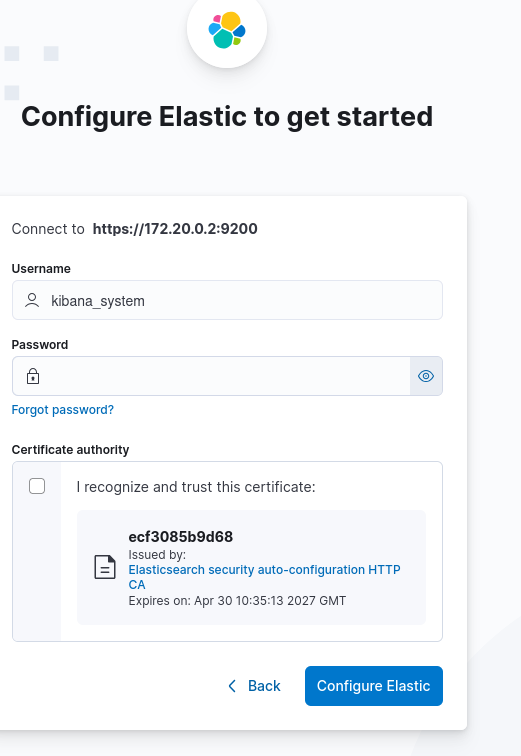 Configure Elastic to get started
Connect to https://172.20.0.2:9200
Username
kibana_system
Password
Forgot password?
Certificate authority
I recognize and trust this certificate:
ecf3085b9d68
Issued by:
Elasticsearch security auto-configuration HTTP
CA
Expires on: Apr 30 10:35:13 2027 GMT
Back
Configure Elastic